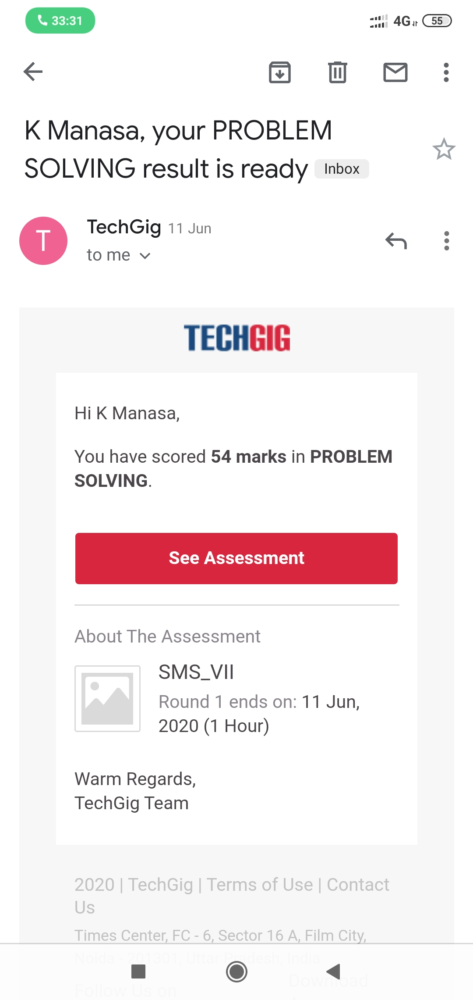 33:31
4G
55
K Manasa, your PROBLEM
SOLVING result is ready Inbox
T
TechGig 11 Jun
to me
TECHGIG
Hi K Manasa,
You have scored 54 marks in PROBLEM
SOLVING.
See Assessment
About The Assessment
SMS_VII
Round 1 ends on: 11 Jun,
2020 (1 Hour)
Warm Regards,
TechGig Team
2020 | TechGig | Terms of Use | Contact
Us
Times Center, FC - 6, Sector 16 A, Film City,
Noida - 201301, Uttar Pradesh, India
Download
Follow Us on